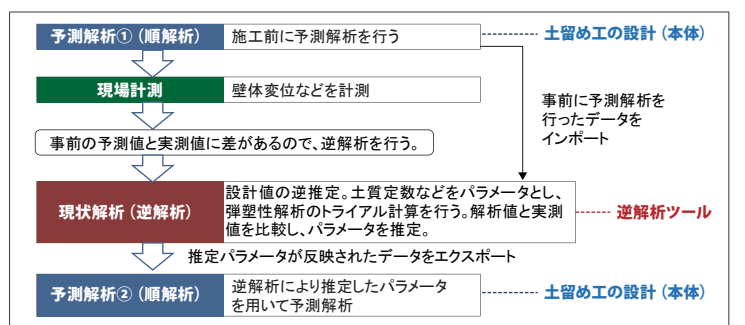 予測解析①（順解析）
施工前に予測解析を行う
土留め工の設計（本体）
現場計測
壁体変位などを計測
事前に予測解析を
行ったデータを
インポート
事前の予測値と実測値に差があるので、逆解析を行う。
現状解析（逆解析）
設計値の逆推定。土質定数などをパラメータとし、
弾塑性解析のトライアル計算を行う。解析値と実測
値を比較し、パラメータを推定。
逆解析ツール
推定パラメータが反映されたデータをエクスポート
予測解析②（順解析）
逆解析により推定したパラメータ
を用いて予測解析
土留め工の設計（本体）